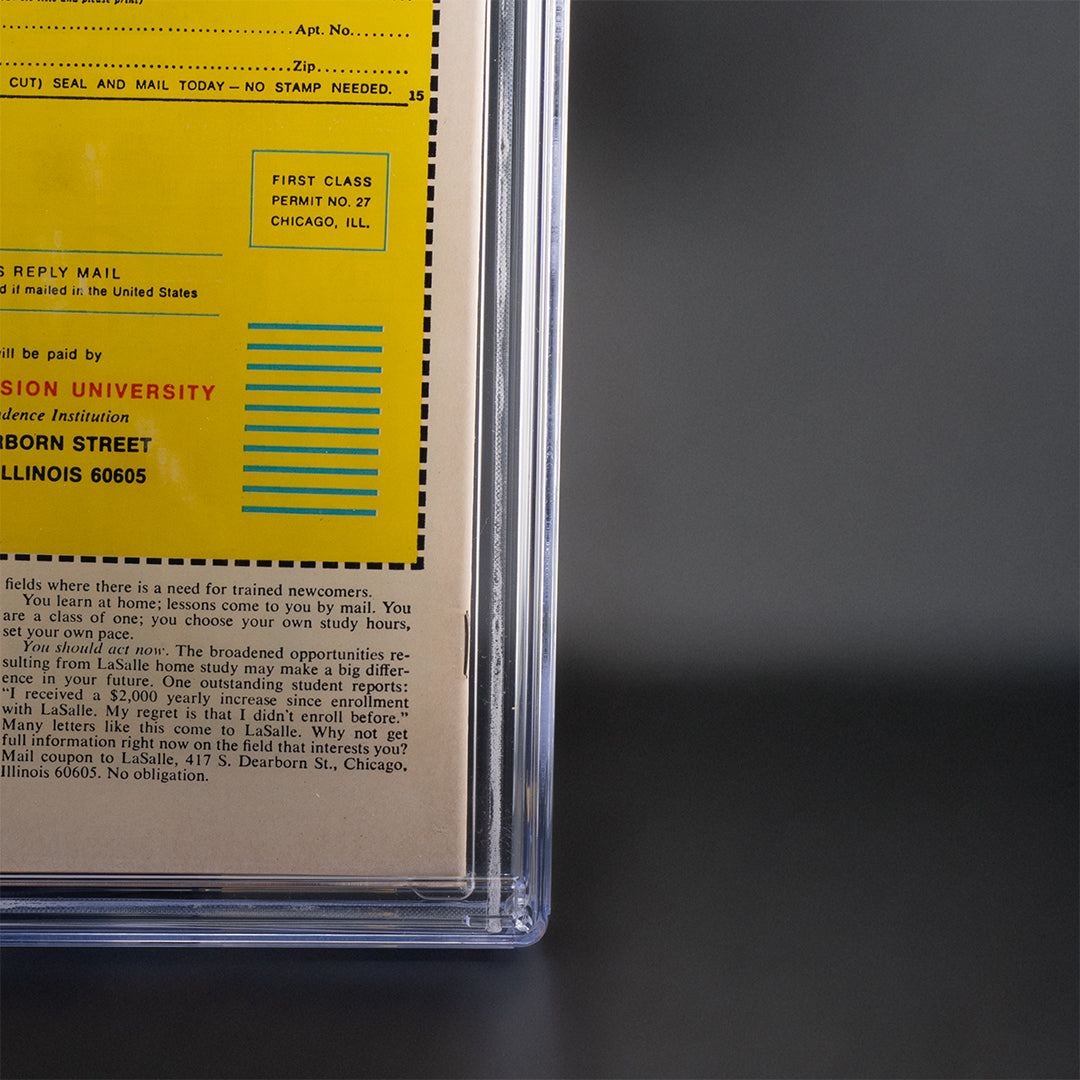 and please print)
Apt. No.
Zip
CUT) SEAL AND MAIL TODAY — NO STAMP NEEDED.
15
FIRST CLASS
PERMIT NO. 27
CHICAGO, ILL.
S REPLY MAIL
d if mailed in the United States
ill be paid by
SION UNIVERSITY
dence Institution
RBORN STREET
LLINOIS 60605
fields where there is a need for trained newcomers.
You learn at home; lessons come to you by mail. You
are a class of one; you choose your own study hours,
set your own pace.
You should act now. The broadened opportunities re-
sulting from LaSalle home study may make a big differ-
ence in your future. One outstanding student reports:
“I received a $2,000 yearly increase since enrollment
with LaSalle. My regret is that I didn’t enroll before.”
Many letters like this come to LaSalle. Why not get
full information right now on the field that interests you?
Mail coupon to LaSalle, 417 S. Dearborn St., Chicago,
Illinois 60605. No obligation.